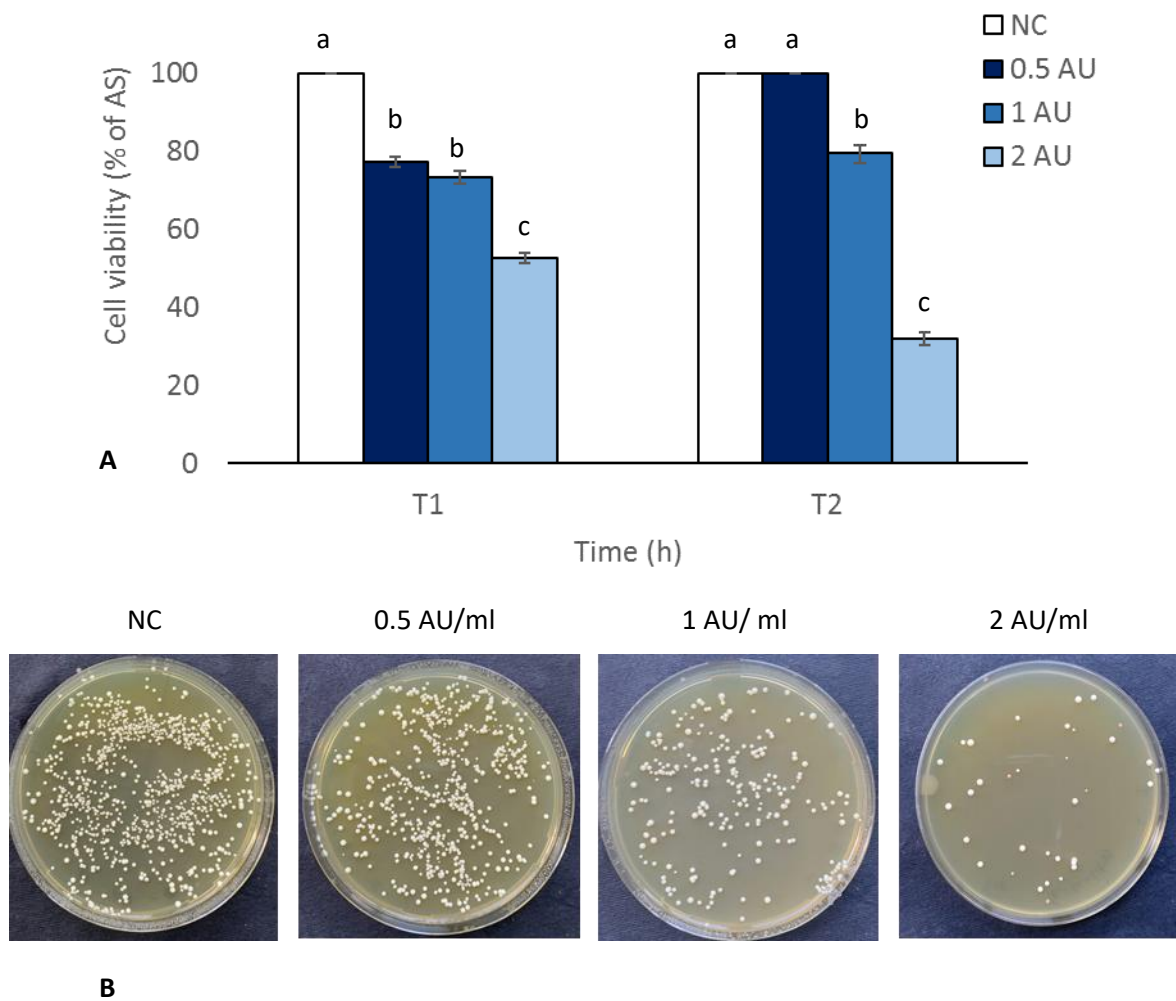 a
a
a
NC
0.5 AU
1 AU
2 AU
Cell viability (% of AS)
100
80
60
40
20
0
b
b
c
b
c
A
T1
T2
Time (h)
NC
0.5 AU/ml
1 AU/ ml
2 AU/ml
B